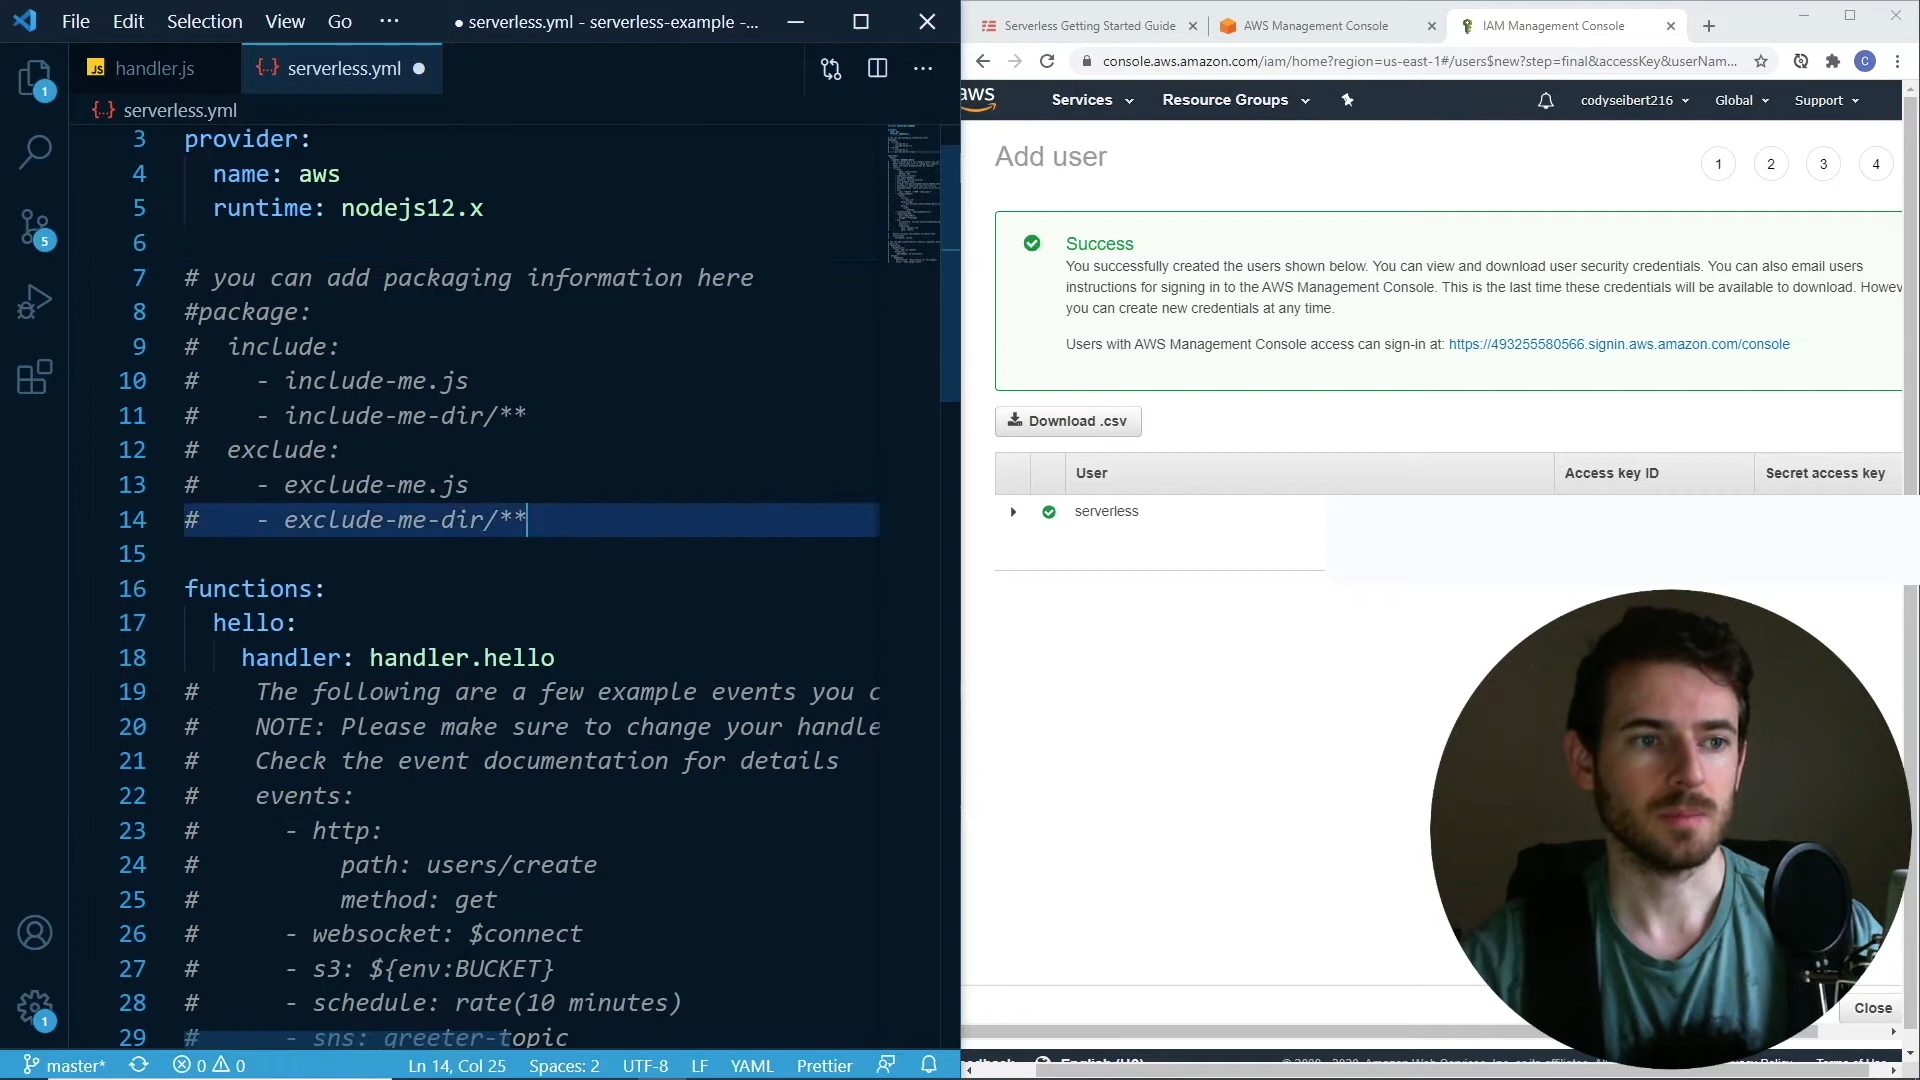 File Edit Selection View Go ··· ● serverless.yml - serverless-example -...
handler.js
serverless.yml
serverless.yml
3 provider:
4 name: aws
5 runtime: nodejs12.x
6
7 # you can add packaging information here
8 #package:
9 # include:
10 # - include-me.js
11 # - include-me-dir/**
12 # exclude:
13 # - exclude-me.js
14 # - exclude-me-dir/**
15
16 functions:
17 hello:
18 handler: handler.hello
19 # The following are a few example events you c
20 # NOTE: Please make sure to change your handle
21 # Check the event documentation for details
22 # events:
23 # - http:
24 # path: users/create
25 # method: get
26 # - websocket: $connect
27 # - s3: ${env:BUCKET}
28 # - schedule: rate(10 minutes)
29 # - sns: greeter-topic
1
5
1
master* 0 0 Ln 14, Col 25 Spaces: 2 UTF-8 LF YAML Prettier
Serverless Getting Started Guide AWS Management Console IAM Management Console
console.aws.amazon.com/iam/home?region=us-east-1#/users$new?step=final&accessKey&userNam... C
aws Services Resource Groups codyseibert216 Global Support
Add user 1 2 3 4
Success
You successfully created the users shown below. You can view and download user security credentials. You can also email users
instructions for signing in to the AWS Management Console. This is the last time these credentials will be available to download. Howev
you can create new credentials at any time.
Users with AWS Management Console access can sign-in at: https://493255580566.signin.aws.amazon.com/console
Download .csv
User Access key ID Secret access key
serverless
Close